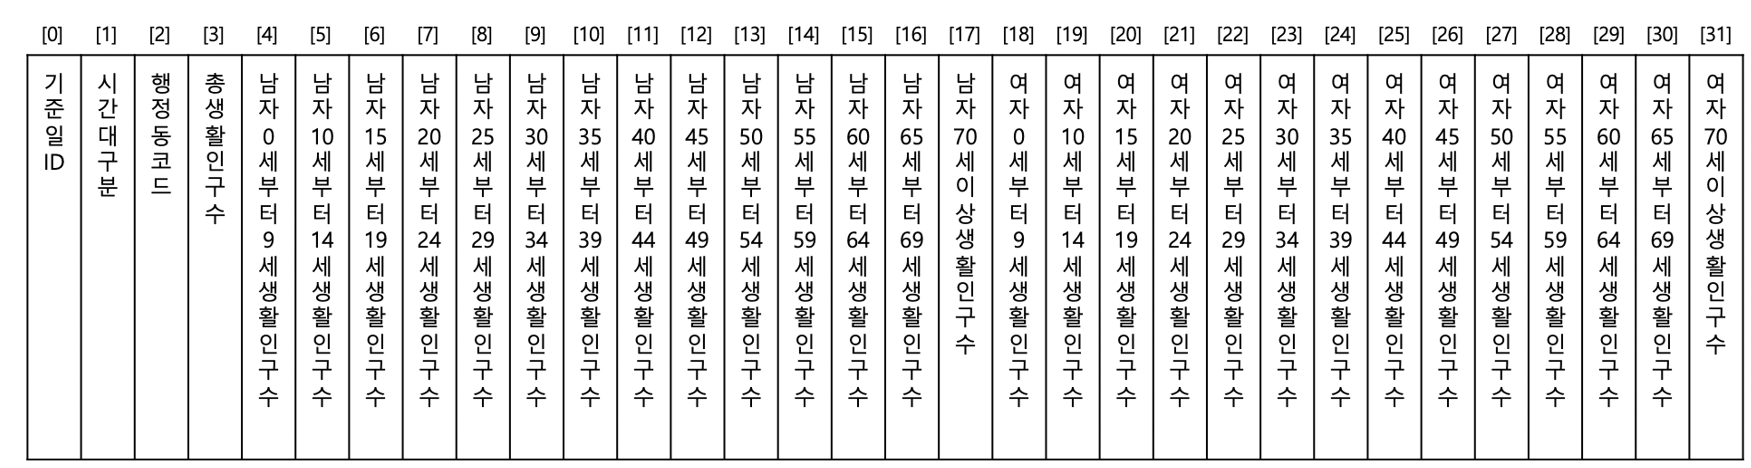 [0] [1] [2] [3] [4] [5] [6] [7] [8] [9] [10] [11] [12] [13] [14] [15] [16] [17] [18] [19] [20] [21] [22] [23] [24] [25] [26] [27] [28] [29] [30] [31]
기준일ID
시간대구분
행정동코드
총생활인구수
남자0세부터9세생활인구수
남자10세부터14세생활인구수
남자15세부터19세생활인구수
남자20세부터24세생활인구수
남자25세부터29세생활인구수
남자30세부터34세생활인구수
남자35세부터39세생활인구수
남자40세부터44세생활인구수
남자45세부터49세생활인구수
남자50세부터54세생활인구수
남자55세부터59세생활인구수
남자60세부터64세생활인구수
남자65세부터69세생활인구수
남자70세이상생활인구수
여자0세부터9세생활인구수
여자10세부터14세생활인구수
여자15세부터19세생활인구수
여자20세부터24세생활인구수
여자25세부터29세생활인구수
여자30세부터34세생활인구수
여자35세부터39세생활인구수
여자40세부터44세생활인구수
여자45세부터49세생활인구수
여자50세부터54세생활인구수
여자55세부터59세생활인구수
여자60세부터64세생활인구수
여자65세부터69세생활인구수
여자70세이상생활인구수